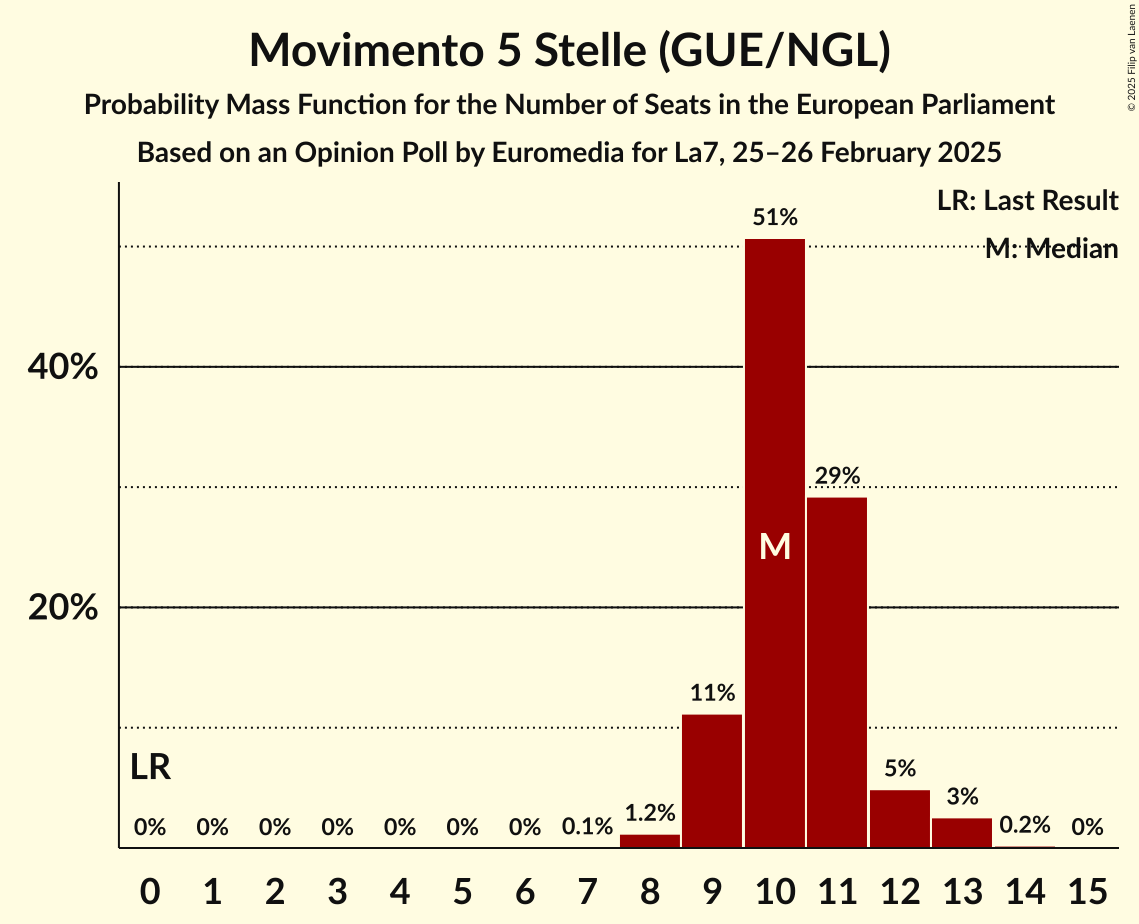 Movimento 5 Stelle (GUE/NGL)
Probability Mass Function for the Number of Seats in the European Parliament
Based on an Opinion Poll by Euromedia for La7, 25–26 February 2025
© 2025 Filip van Laenen
LR: Last Result
M: Median
51%
40%
29%
M
20%
11%
LR
5%
3%
0% 0% 0% 0% 0% 0% 0% 0.1% 1.2% 0.2% 0%
0 1 2 3 4 5 6 7 8 9 10 11 12 13 14 15